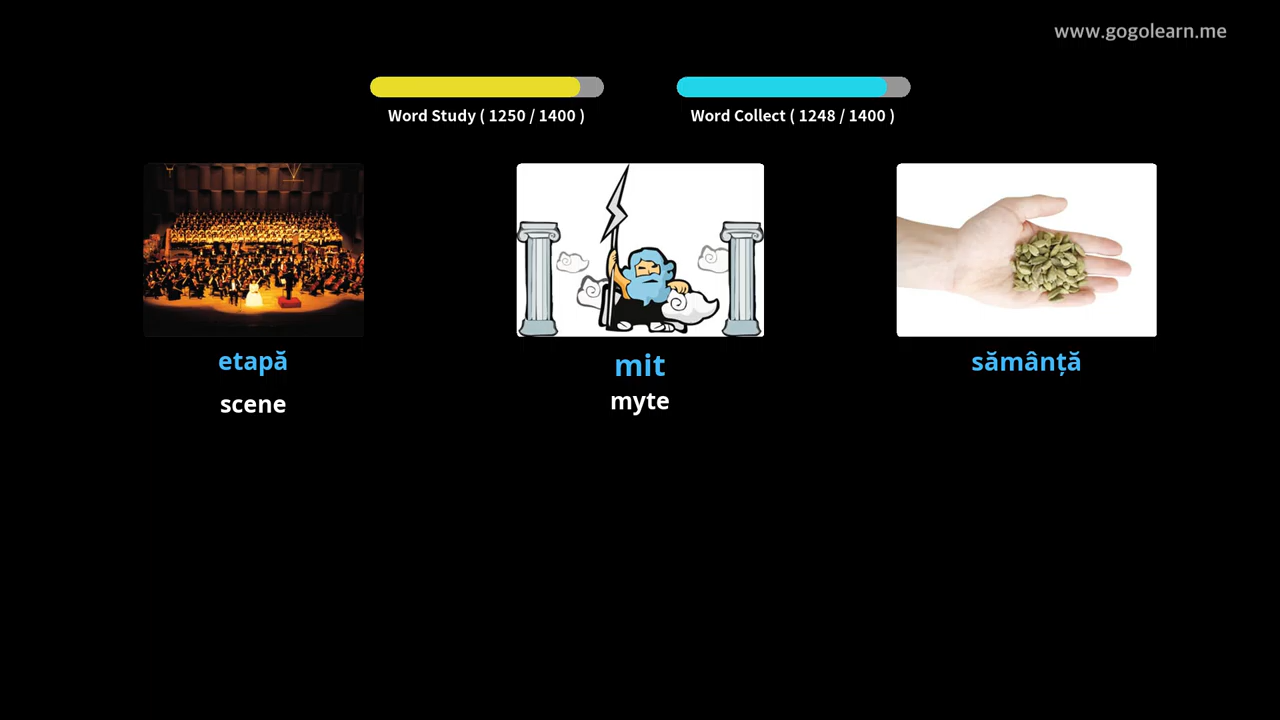 www.gogolearn.me
Word Study ( 1250 / 1400 )
Word Collect ( 1248 / 1400 )
etapă
mit
sămânță
scene
myte